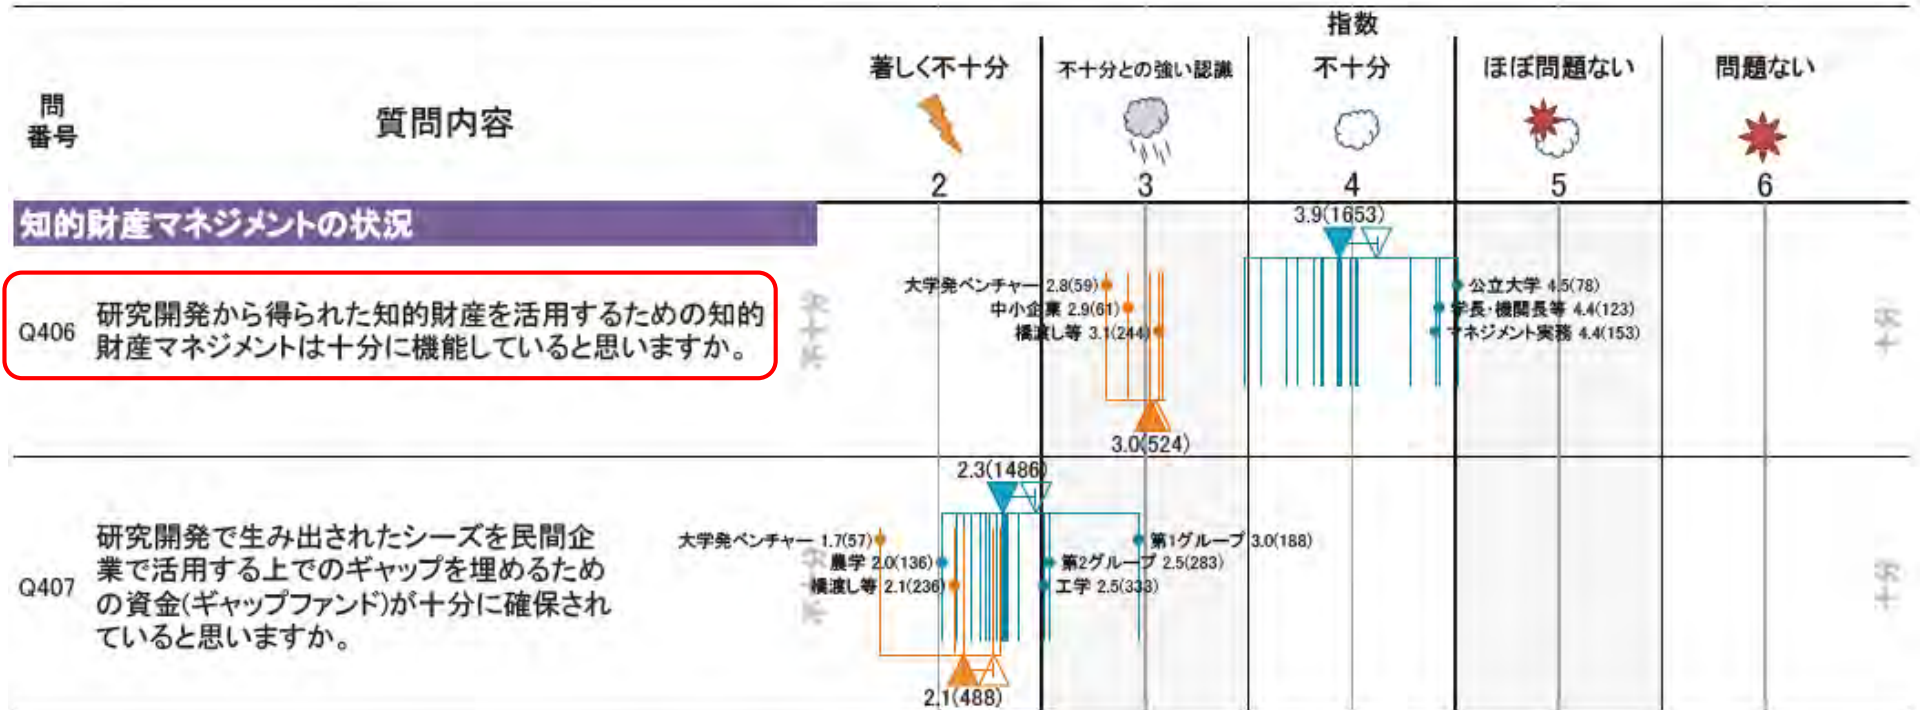 指数
著しく不十分
不十分との強い認識
不十分
ほぼ問題ない
問題ない
問
番号
質問内容
2
3
4
5
6
知的財産マネジメントの状況
3.9(1653)
Q406
研究開発から得られた知的財産を活用するための知的
財産マネジメントは十分に機能していると思いますか。
不十分
大学発ベンチャー 2.8(59)
中小企業 2.9(61)
橋渡し等 3.1(244)
公立大学 4.5(78)
学長・機関長等 4.4(123)
マネジメント実務 4.4(153)
十分
3.0(524)
2.3(1486)
Q407
研究開発で生み出されたシーズを民間企
業で活用する上でのギャップを埋めるため
の資金(ギャップファンド)が十分に確保され
ていると思いますか。
不十分
大学発ベンチャー 1.7(57)
農学 2.0(136)
橋渡し等 2.1(236)
第1グループ 3.0(188)
第2グループ 2.5(283)
工学 2.5(333)
十分
2.1(488)